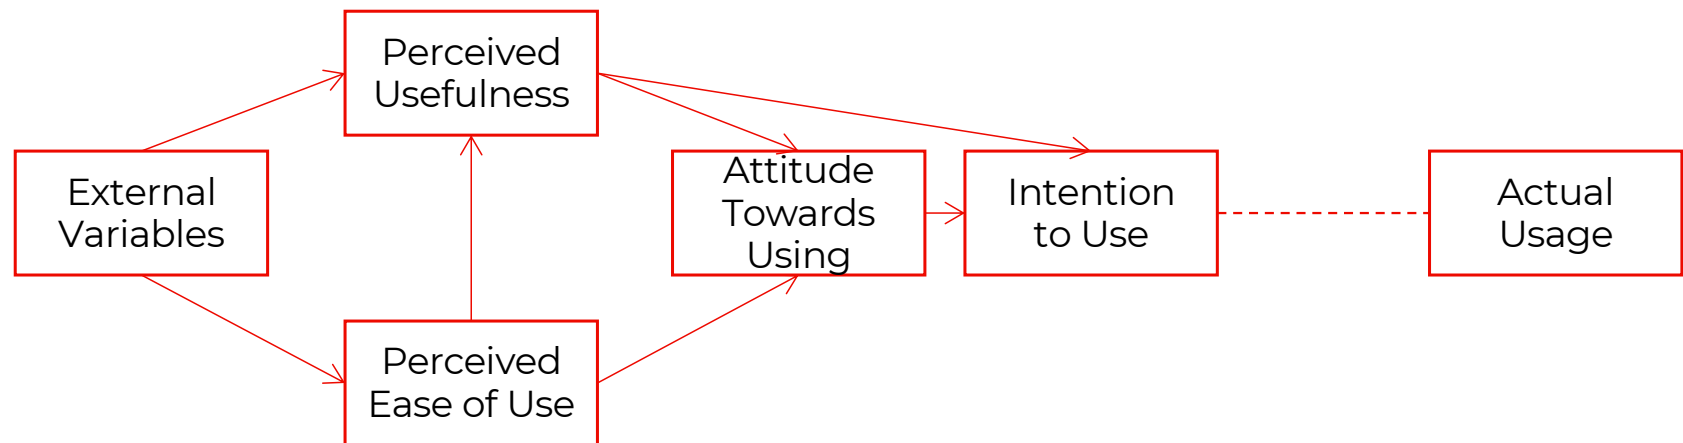 Perceived
Usefulness
External
Variables
Attitude
Towards
Using
Intention
to Use
Actual
Usage
Perceived
Ease of Use